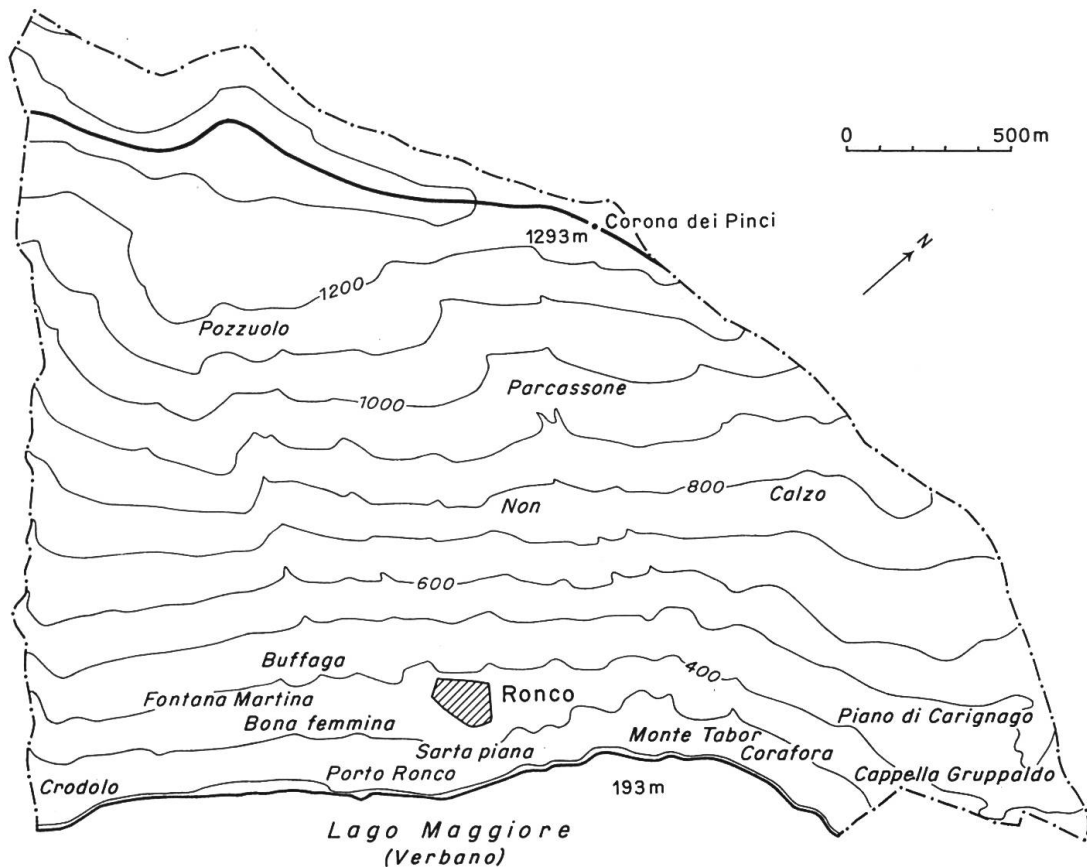 0 500m
Corona dei Pinci
1293m
N
1200
Pozzuolo
Parcassone
1000
800
Calzo
Non
600
Buffaga
400
Ronco
Fontana Martina
Piano di Carignago
Bona femmina
Monte Tabor
Sarta piana
Corafora
Porto Ronco
Cappella Gruppaldo
Crodolo
193m
Lago Maggiore
(Verbano)